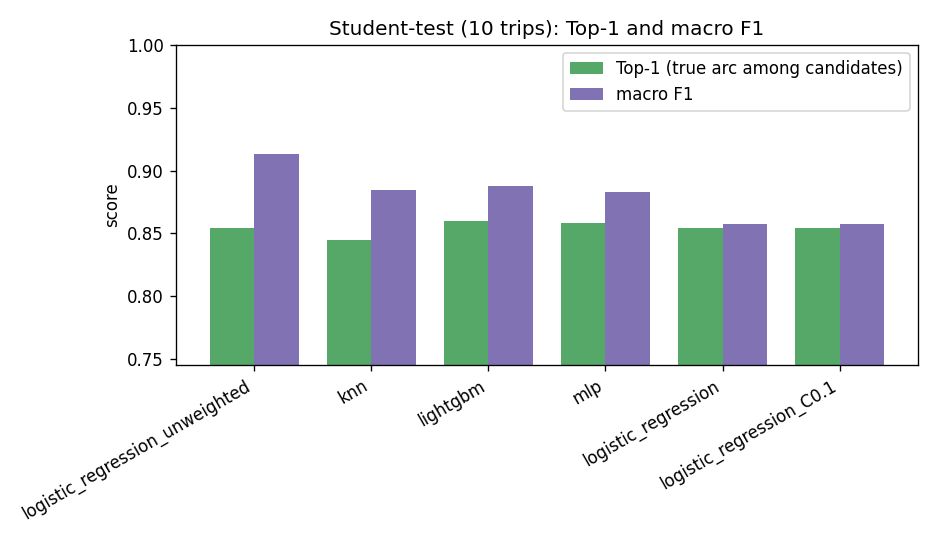 Student-test (10 trips): Top-1 and macro F1
Top-1 (true arc among candidates)
macro F1
score
1.00
0.95
0.90
0.85
0.80
0.75
logistic_regression_unweighted
knn
lightgbm
mlp
logistic_regression
logistic_regression_C0.1